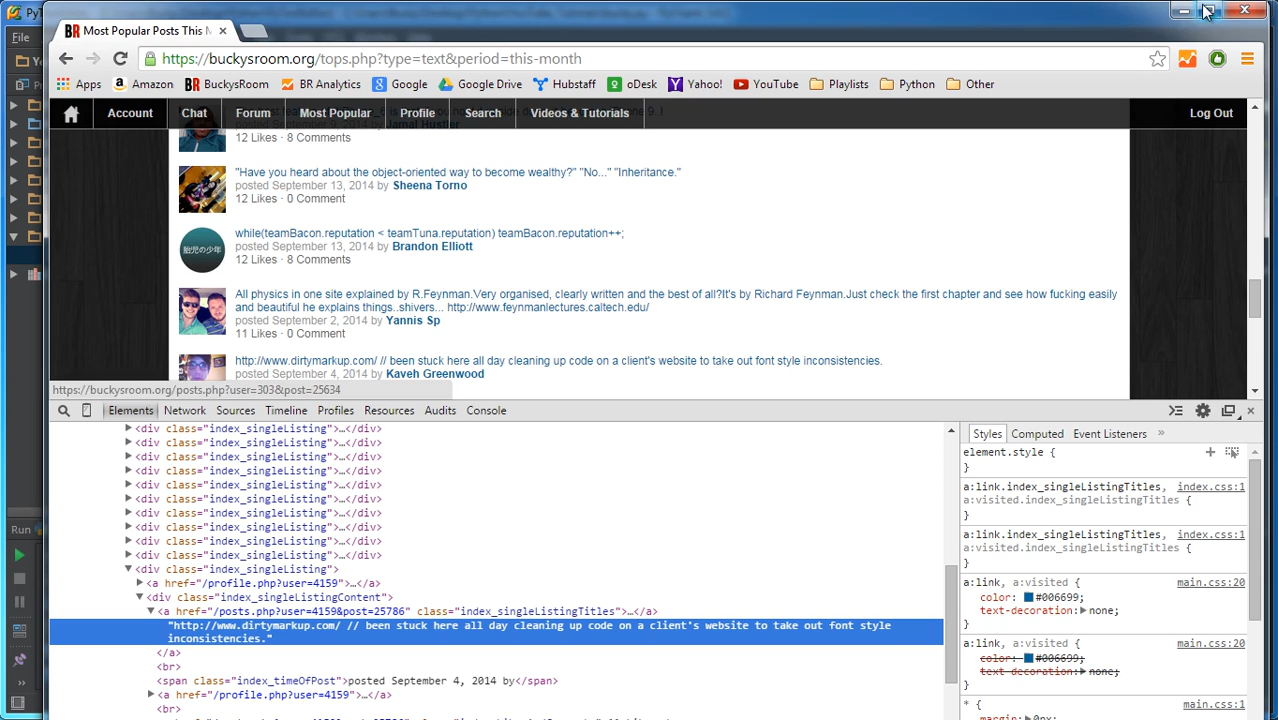 PyT
File
Run
Most Popular Posts This M ×
https://buckysroom.org/tops.php?type=text&period=this-month
Apps Amazon BuckysRoom BR Analytics Google Google Drive Hubstaff oDesk Yahoo! YouTube Playlists Python Other
Account Chat Forum Most Popular Profile Search Videos & Tutorials Log Out
12 Likes · 8 Comments
"Have you heard about the object-oriented way to become wealthy?" "No..." "Inheritance."
posted September 13, 2014 by Sheena Torno
12 Likes · 0 Comment
胎児の少年
while(teamBacon.reputation < teamTuna.reputation) teamBacon.reputation++;
posted September 13, 2014 by Brandon Elliott
12 Likes · 8 Comments
All physics in one site explained by R.Feynman.Very organised, clearly written and the best of all?It's by Richard Feynman.Just check the first chapter and see how fucking easily
and beautiful he explains things..shivers... http://www.feynmanlectures.caltech.edu/
posted September 2, 2014 by Yannis Sp
11 Likes · 0 Comment
http://www.dirtymarkup.com/ // been stuck here all day cleaning up code on a client's website to take out font style inconsistencies.
posted September 4, 2014 by Kaveh Greenwood
https://buckysroom.org/posts.php?user=303&post=25634
Elements Network Sources Timeline Profiles Resources Audits Console
<div class="index_singleListing">…</div>
<div class="index_singleListing">…</div>
<div class="index_singleListing">…</div>
<div class="index_singleListing">…</div>
<div class="index_singleListing">…</div>
<div class="index_singleListing">…</div>
<div class="index_singleListing">…</div>
<div class="index_singleListing">…</div>
<div class="index_singleListing">…</div>
<div class="index_singleListing">…</div>
<div class="index_singleListing">
<a href="/profile.php?user=4159">…</a>
<div class="index_singleListingContent">
<a href="/posts.php?user=4159&post=25786" class="index_singleListingTitles">…</a>
"http://www.dirtymarkup.com/ // been stuck here all day cleaning up code on a client's website to take out font style
inconsistencies."
</a>
<br>
<span class="index_timeOfPost">posted September 4, 2014 by</span>
<a href="/profile.php?user=4159">…</a>
<br>
Styles Computed Event Listeners »
element.style {
}
a:link.index_singleListingTitles, index.css:1
a:visited.index_singleListingTitles {
}
a:link.index_singleListingTitles, index.css:1
a:visited.index_singleListingTitles {
}
a:link, a:visited { main.css:20
color: #006699;
text-decoration: none;
}
a:link, a:visited { main.css:20
color: #006699;
text-decoration: none;
}
* { main.css:1
margin: 0px;